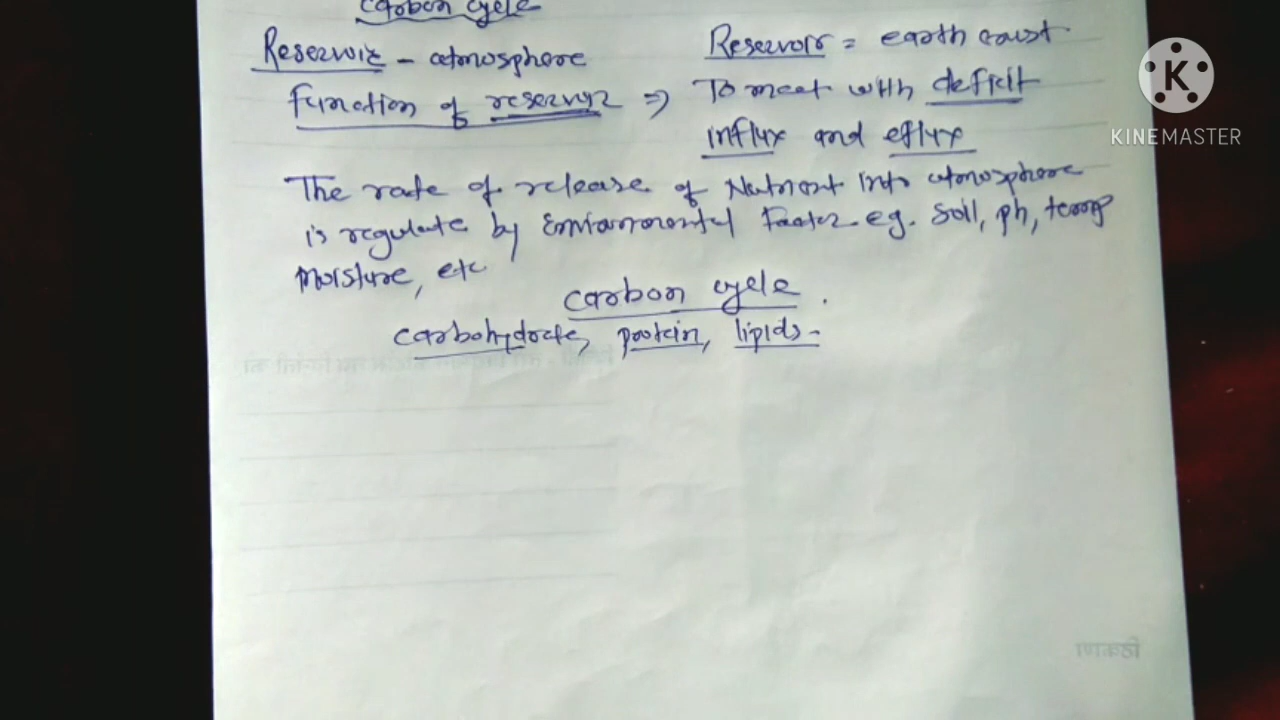 carbon cycle
Reservoir - atmosphere
Reservoir = earth crust
Function of reservoir ⇒ To meet with deficit
influx and eflux
The rate of release of Nutrient into atmosphere
is regulate by Environmental Factor eg. soil, ph, temp
Moisture, etc
carbon cycle .
carbohydrate, protein, lipids-
K
KINEMASTER